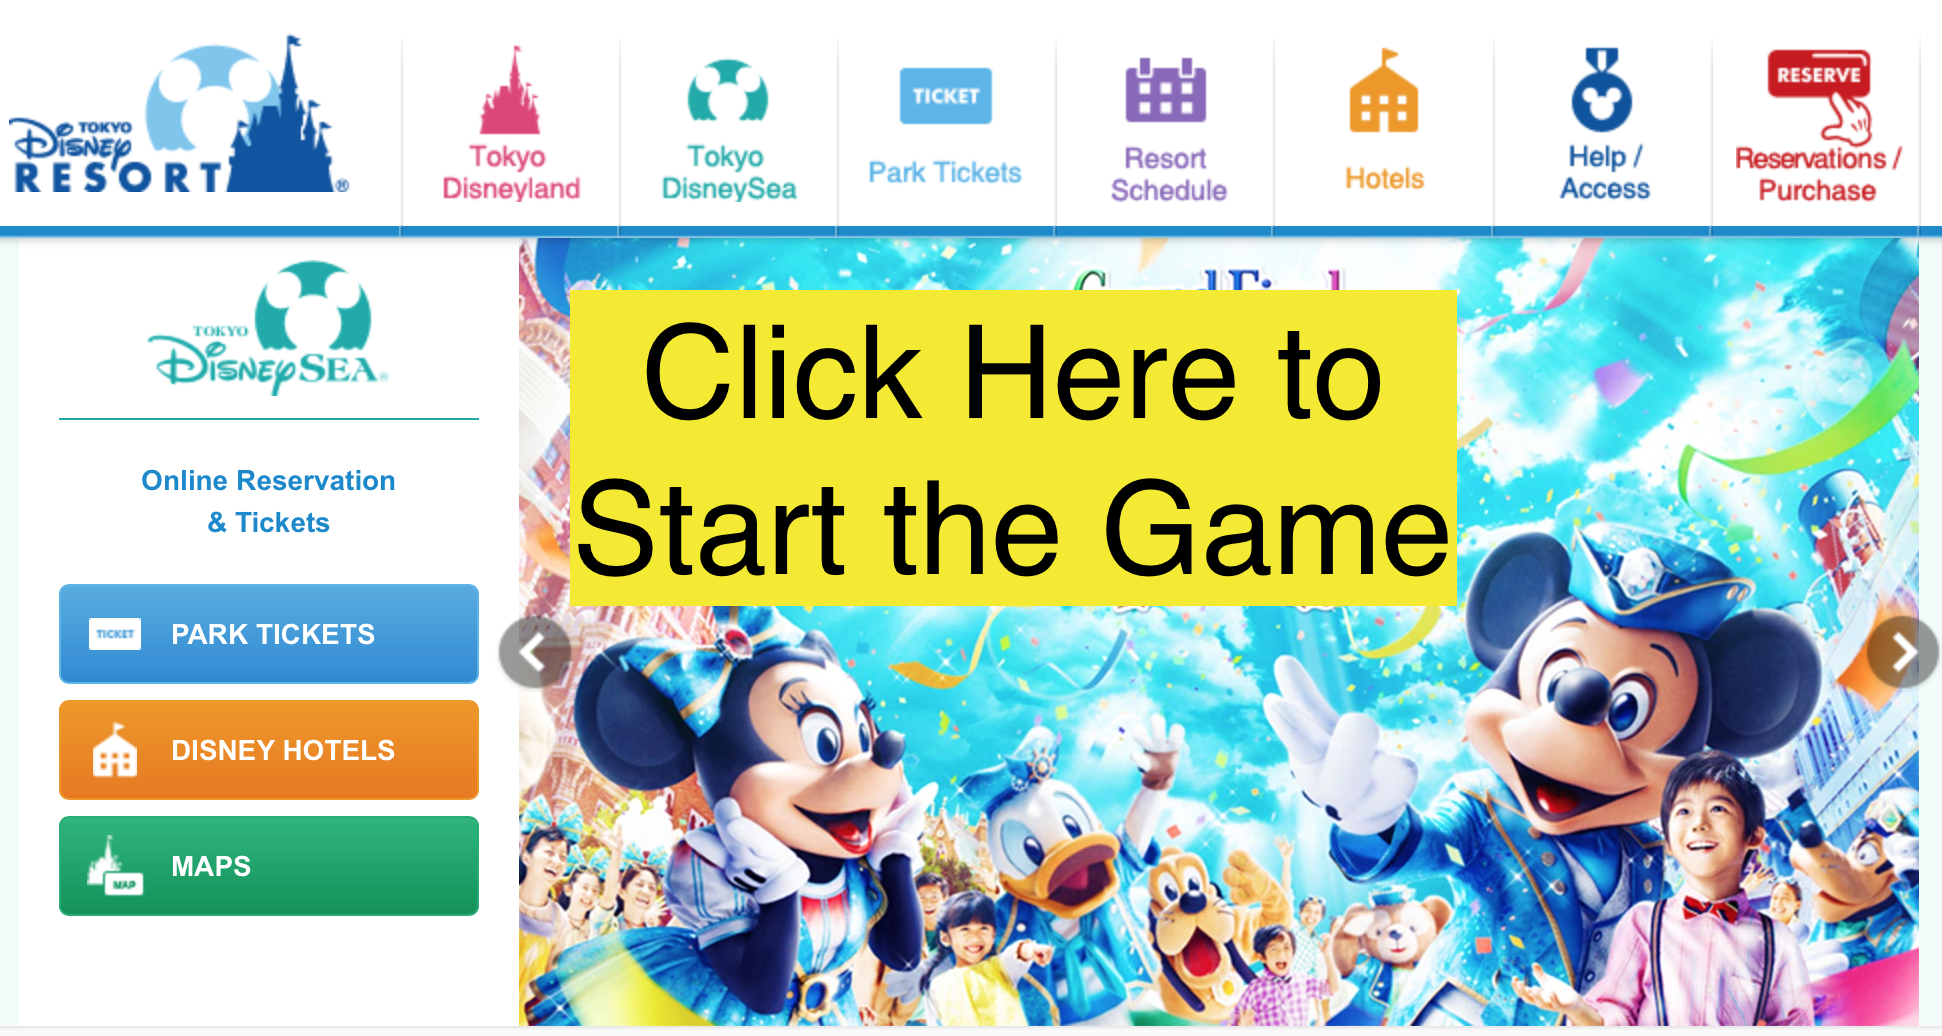 TOKYO
Disney
RESORT®
Tokyo
Disneyland
Tokyo
DisneySea
TICKET
Park Tickets
Resort
Schedule
Hotels
Help /
Access
RESERVE
Reservations /
Purchase
TOKYO
DISNEYSEA®
Online Reservation
& Tickets
TICKET
PARK TICKETS
DISNEY HOTELS
MAP
MAPS
Click Here to
Start the Game